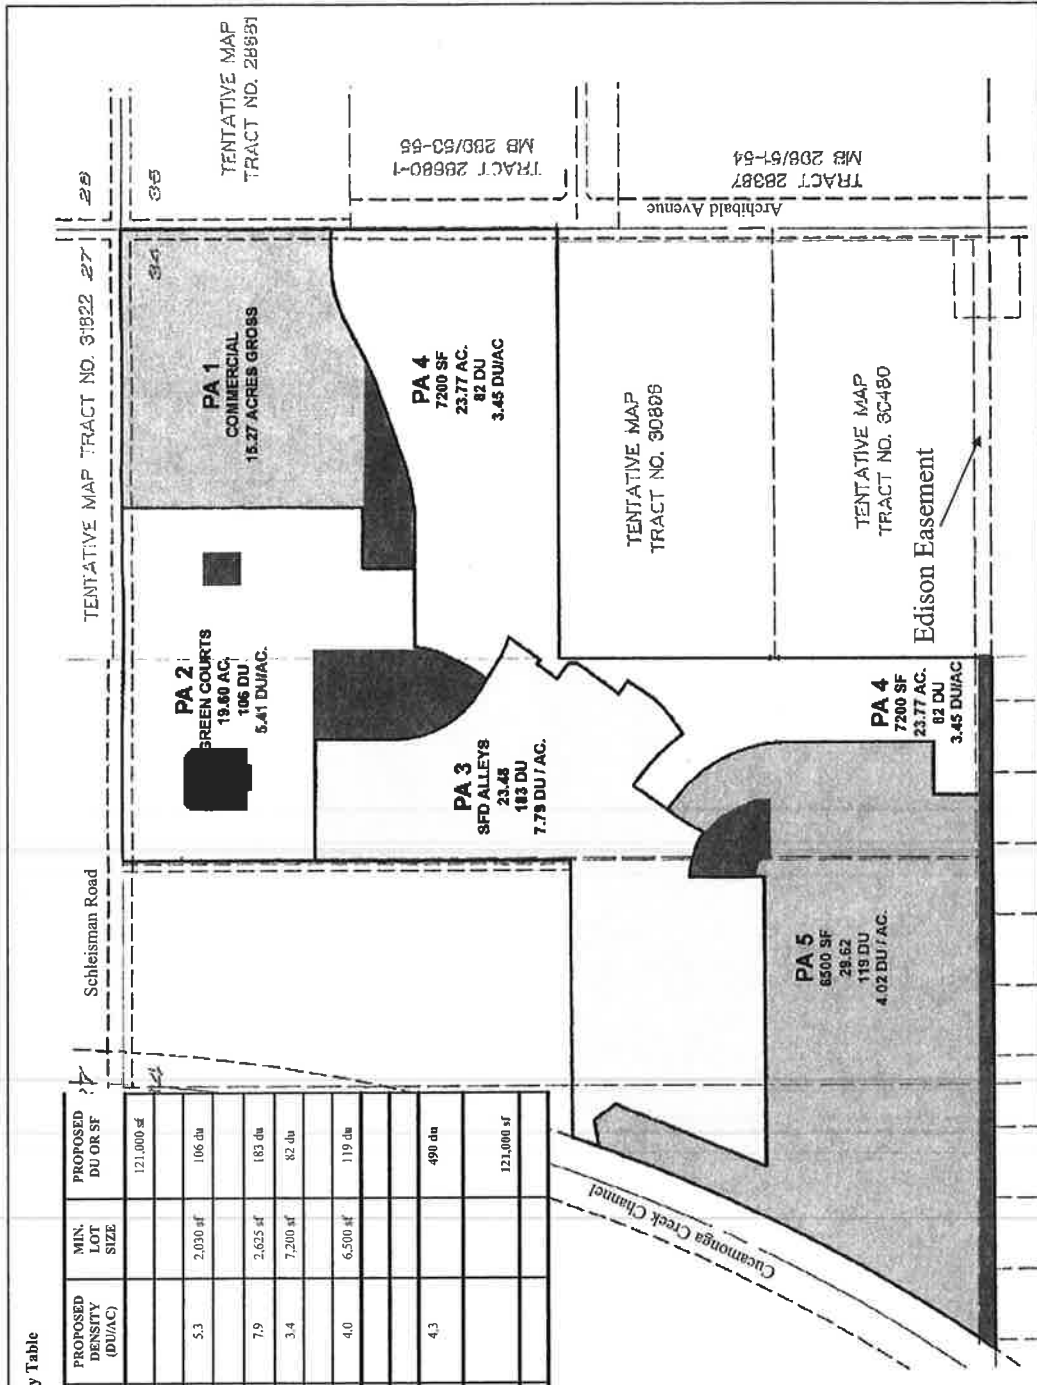 TENTATIVE MAP
TRACT NO. 28881
28
35
TENTATIVE MAP TRACT NO. 31822
27
34
TRACT 28680-1
MB 298/53-55
TRACT 28387
MB 296/51-54
Archibald Avenue
PA 1
COMMERCIAL
15.27 ACRES GROSS
PA 4
7200 SF
23.77 AC.
82 DU
3.45 DU/AC
TENTATIVE MAP
TRACT NO. 30806
TENTATIVE MAP
TRACT NO. 30480
Edison Easement
PA 2
GREEN COURTS
19.60 AC.
106 DU
5.41 DU/AC.
PA 3
SFD ALLEYS
23.48
183 DU
7.79 DU / AC.
PA 4
7200 SF
23.77 AC.
82 DU
3.45 DU/AC
Schleisman Road
PA 5
6500 SF
29.62
119 DU
4.02 DU / AC.
Cucamonga Creek Channel
y Table
PROPOSED DENSITY (DU/AC) MIN. LOT SIZE PROPOSED DU OR SF
121,000 sf
5.3 2,030 sf 106 du
7.9 2,625 sf 183 du
3.4 7,200 sf 82 du
4.0 6,500 sf 119 du
4.3 490 du
121,000 sf